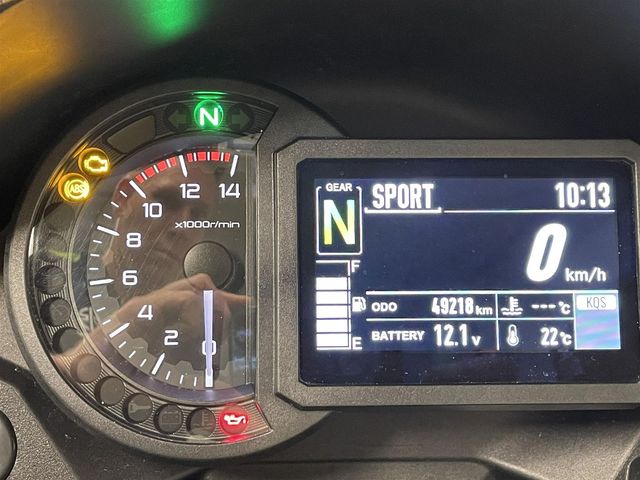 N
ABS
14
12
10
8
6
4
2
0
x1000r/min
GEAR
N
SPORT
10:13
0 km/h
F
E
ODO 49218 km
---°C
KQS
BATTERY 12.1 V
22°C